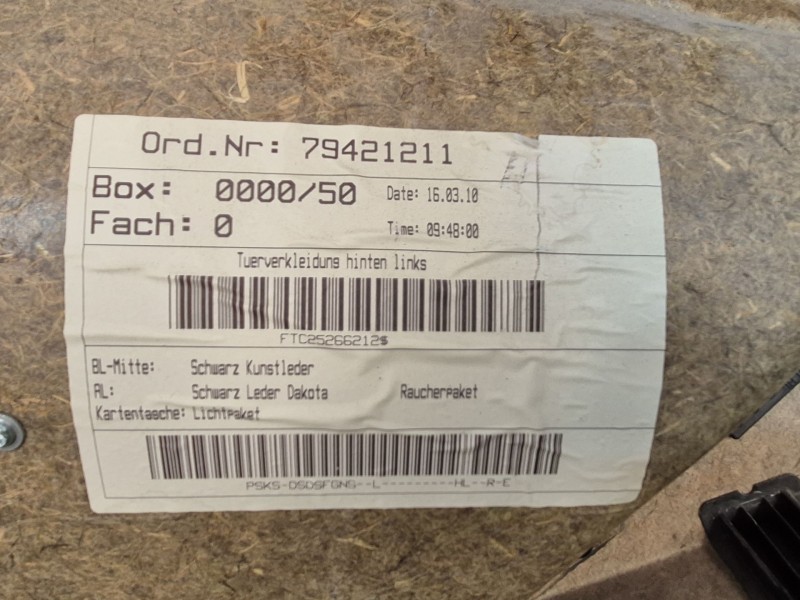 Ord.Nr: 79421211
Box: 0000/50 Date: 16.03.10
Fach: 0 Time: 09:48:00
Tuerverkleidung hinten links
FTC25266212$
BL-Mitte: Schwarz Kunstleder
AL: Schwarz Leder Dakota Raucherpaket
Kartentasche: Lichtpaket
PSKS-DSDSFGNS--L---------HL--R-E